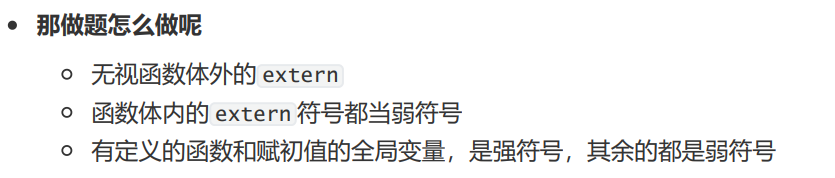 那做题怎么做呢
无视函数体外的extern
函数体内的extern符号都当弱符号
有定义的函数和赋初值的全局变量，是强符号，其余的都是弱符号